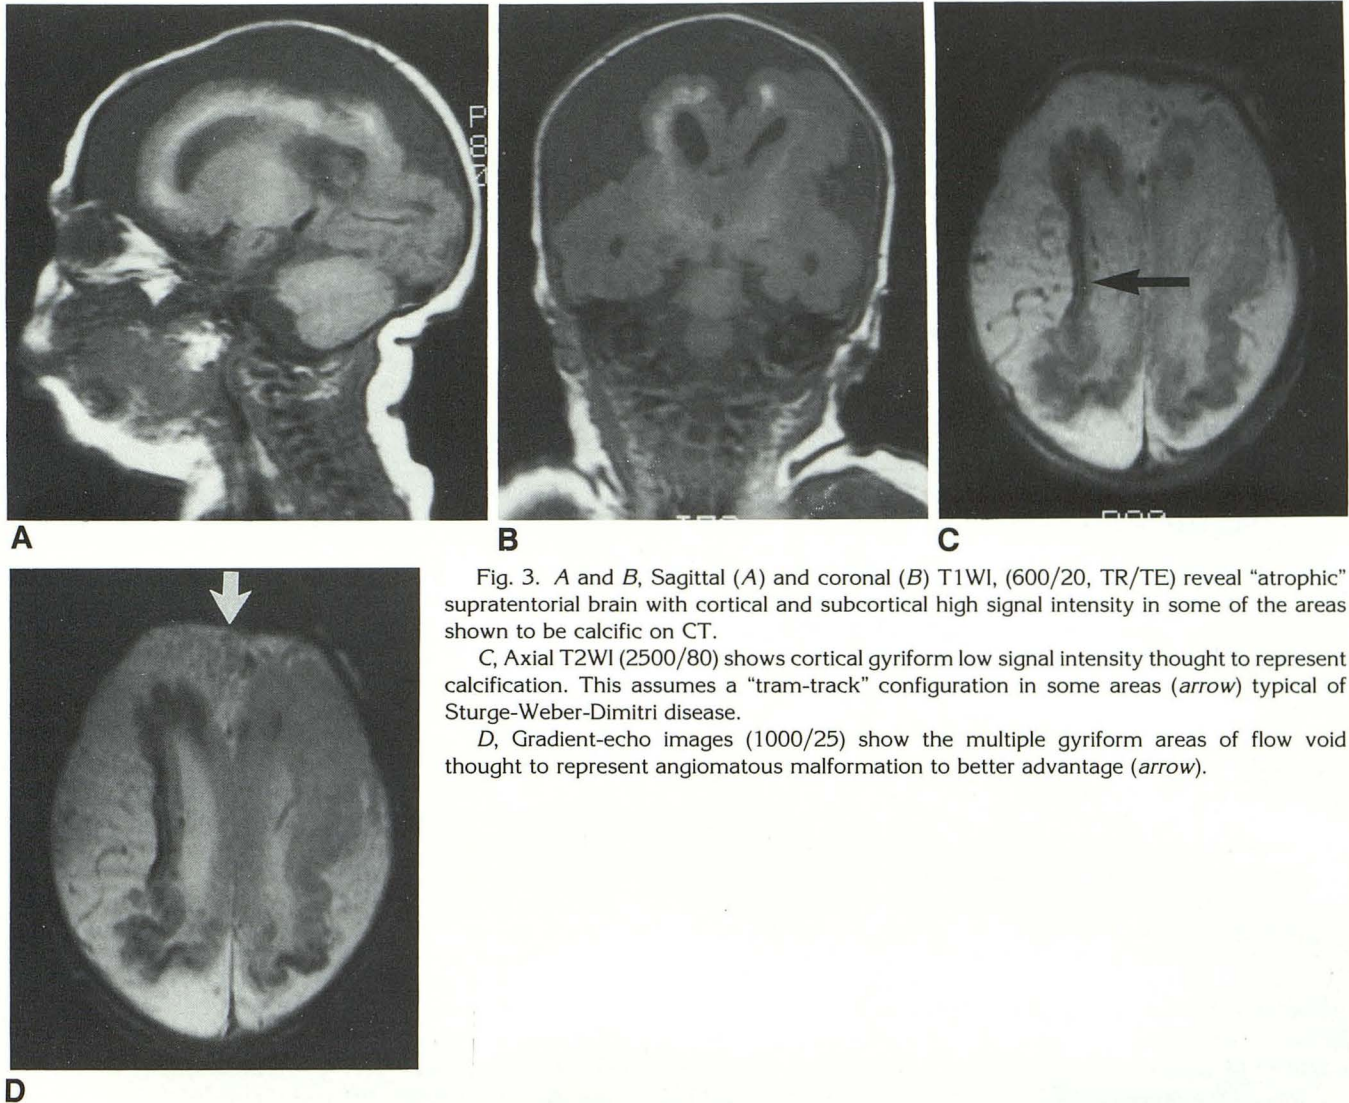 P
8
0
A
B
C
Fig. 3. A and B, Sagittal (A) and coronal (B) T1WI, (600/20, TR/TE) reveal “atrophic”
supratentorial brain with cortical and subcortical high signal intensity in some of the areas
shown to be calcific on CT.
C, Axial T2WI (2500/80) shows cortical gyriform low signal intensity thought to represent
calcification. This assumes a “tram-track” configuration in some areas (arrow) typical of
Sturge-Weber-Dimitri disease.
D, Gradient-echo images (1000/25) show the multiple gyriform areas of flow void
thought to represent angiomatous malformation to better advantage (arrow).
D